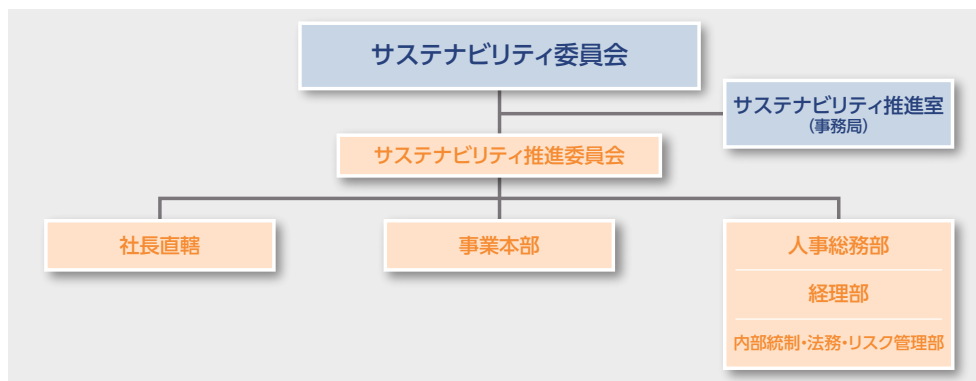 サステナビリティ委員会
サステナビリティ推進室
(事務局)
サステナビリティ推進委員会
社長直轄
事業本部
人事総務部
経理部
内部統制・法務・リスク管理部